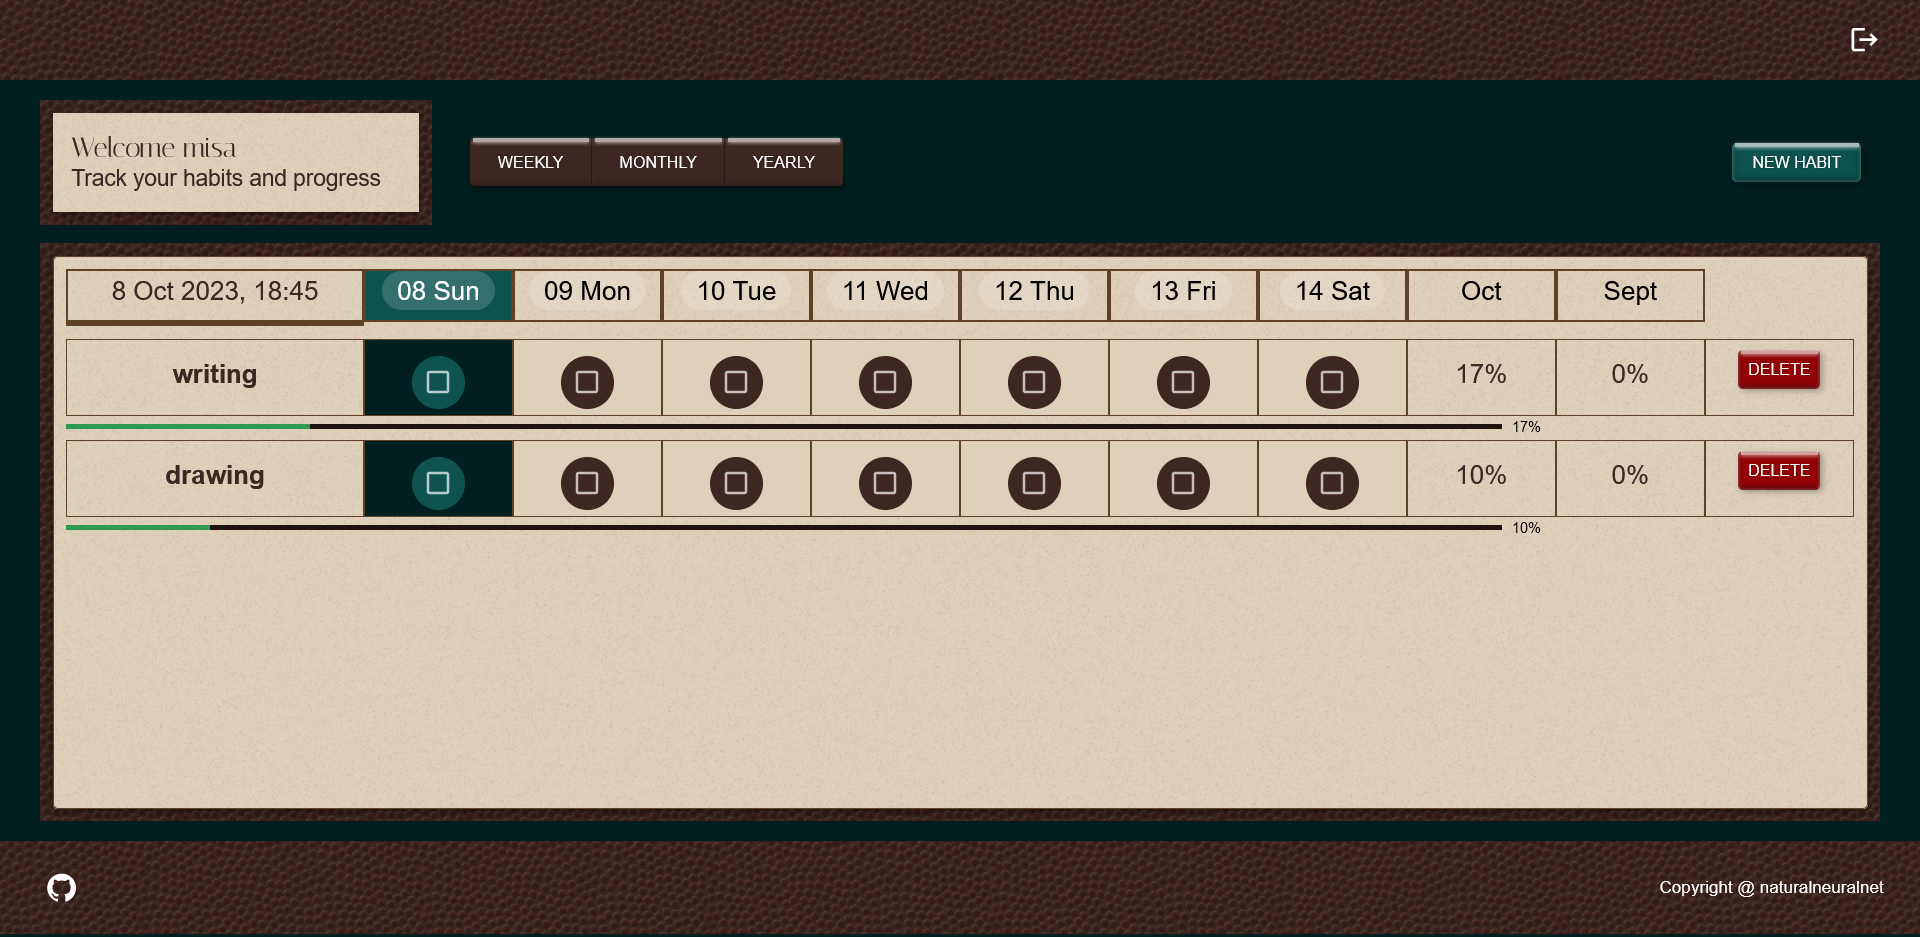 Welcome misa
Track your habits and progress
WEEKLY MONTHLY YEARLY
NEW HABIT
8 Oct 2023, 18:45 08 Sun 09 Mon 10 Tue 11 Wed 12 Thu 13 Fri 14 Sat Oct Sept
writing 17% 0% DELETE
17%
drawing 10% 0% DELETE
10%
Copyright @ naturalneuralnet